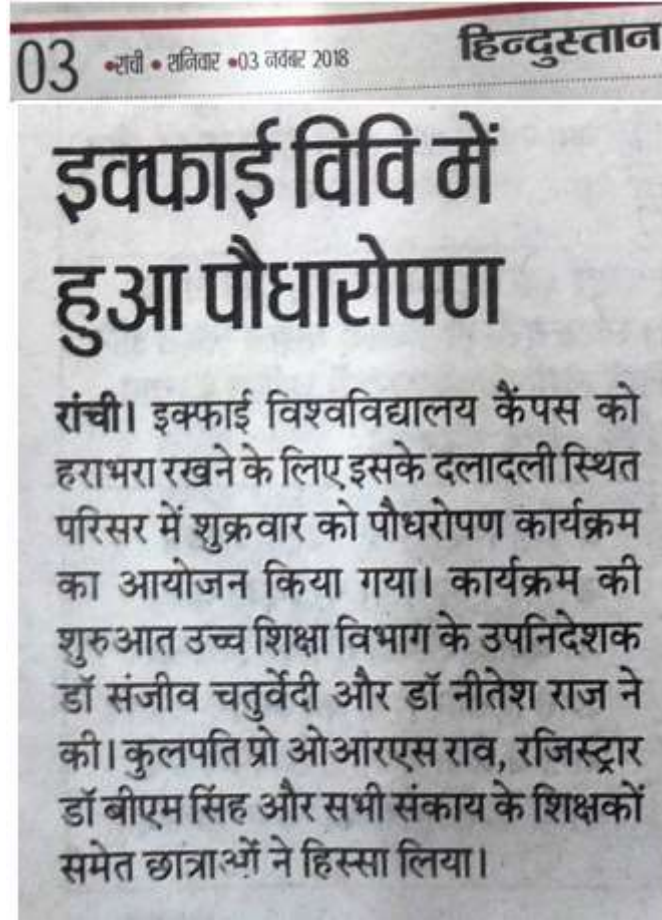 03 •रांची • शनिवार •03 नवंबर 2018 हिन्दुस्तान
इक्फाई विवि में
हुआ पौधारोपण
रांची। इक्फाई विश्वविद्यालय कैंपस को
हराभरा रखने के लिए इसके दलादली स्थित
परिसर में शुक्रवार को पौधरोपण कार्यक्रम
का आयोजन किया गया। कार्यक्रम की
शुरुआत उच्च शिक्षा विभाग के उपनिदेशक
डॉ संजीव चतुर्वेदी और डॉ नीतेश राज ने
की। कुलपति प्रो ओआरएस राव, रजिस्ट्रार
डॉ बीएम सिंह और सभी संकाय के शिक्षकों
समेत छात्राओं ने हिस्सा लिया।